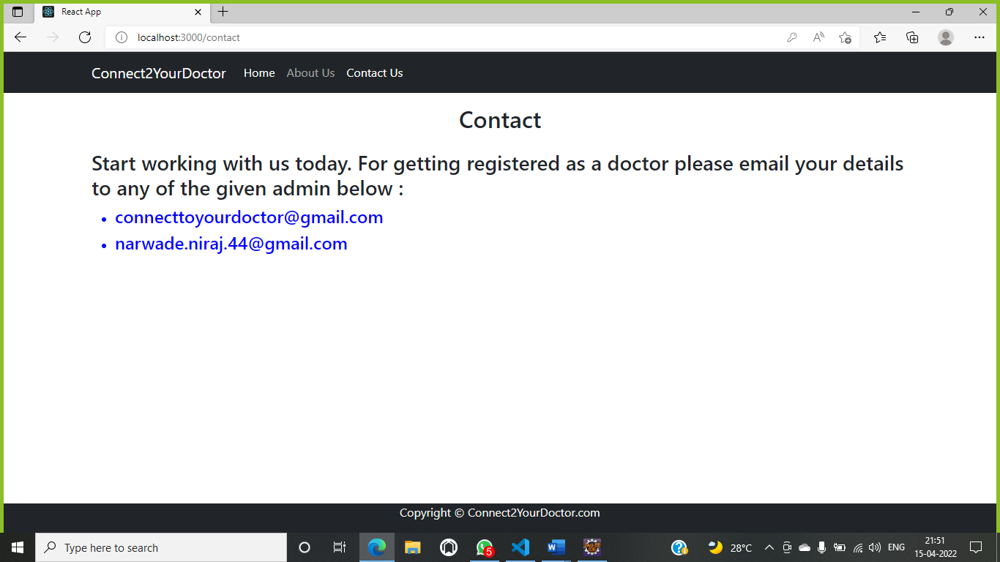 React App
localhost:3000/contact
Connect2YourDoctor Home About Us Contact Us
Contact
Start working with us today. For getting registered as a doctor please email your details
to any of the given admin below :
connecttoyourdoctor@gmail.com
narwade.niraj.44@gmail.com
Copyright © Connect2YourDoctor.com
Type here to search 5 28°C ENG 21:51
15-04-2022